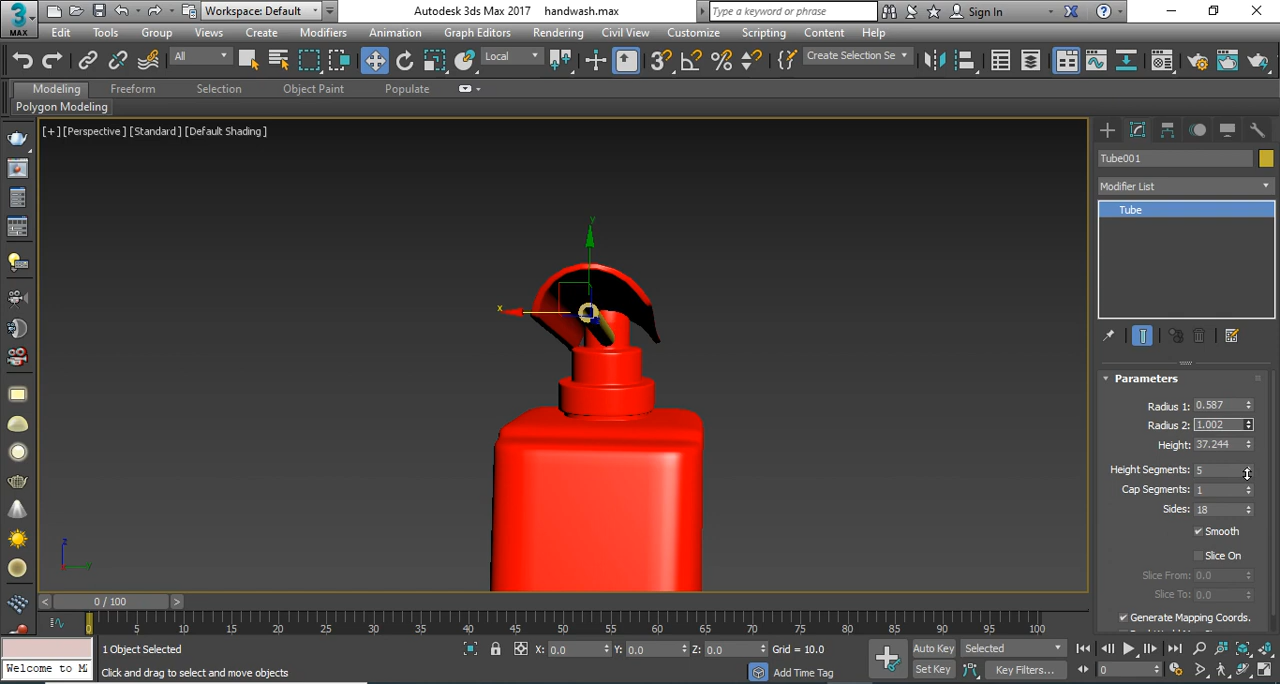 3 Workspace: Default Autodesk 3ds Max 2017 handwash.max Type a keyword or phrase Sign In
MAX Edit Tools Group Views Create Modifiers Animation Graph Editors Rendering Civil View Customize Scripting Content Help
All Local 3 Create Selection Se
Modeling Freeform Selection Object Paint Populate
Polygon Modeling
[+] [Perspective] [Standard] [Default Shading]
Tube001
Modifier List
Tube
y
x
z
y
Parameters
Radius 1: 0.587
Radius 2: 1.002
Height: 37.244
Height Segments: 5
Cap Segments: 1
Sides: 18
Smooth
Slice On
Slice From: 0.0
Slice To: 0.0
Generate Mapping Coords.
< 0 / 100 >
0 5 10 15 20 25 30 35 40 45 50 55 60 65 70 75 80 85 90 95 100
1 Object Selected X: 0.0 Y: 0.0 Z: 0.0 Grid = 10.0 Auto Key Selected
Welcome to M Click and drag to select and move objects Add Time Tag Set Key Key Filters... 0